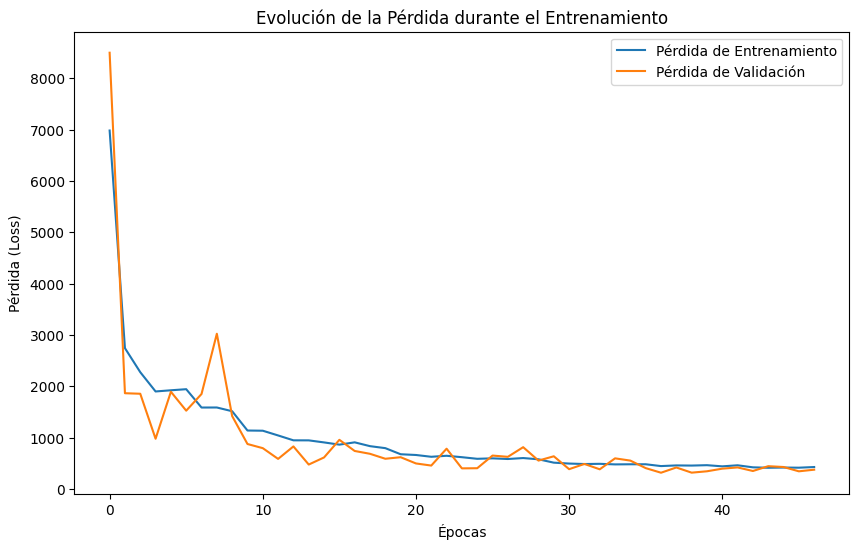 Evolución de la Pérdida durante el Entrenamiento
Pérdida de Entrenamiento
Pérdida de Validación
Pérdida (Loss)
8000
7000
6000
5000
4000
3000
2000
1000
0
0 10 20 30 40
Épocas